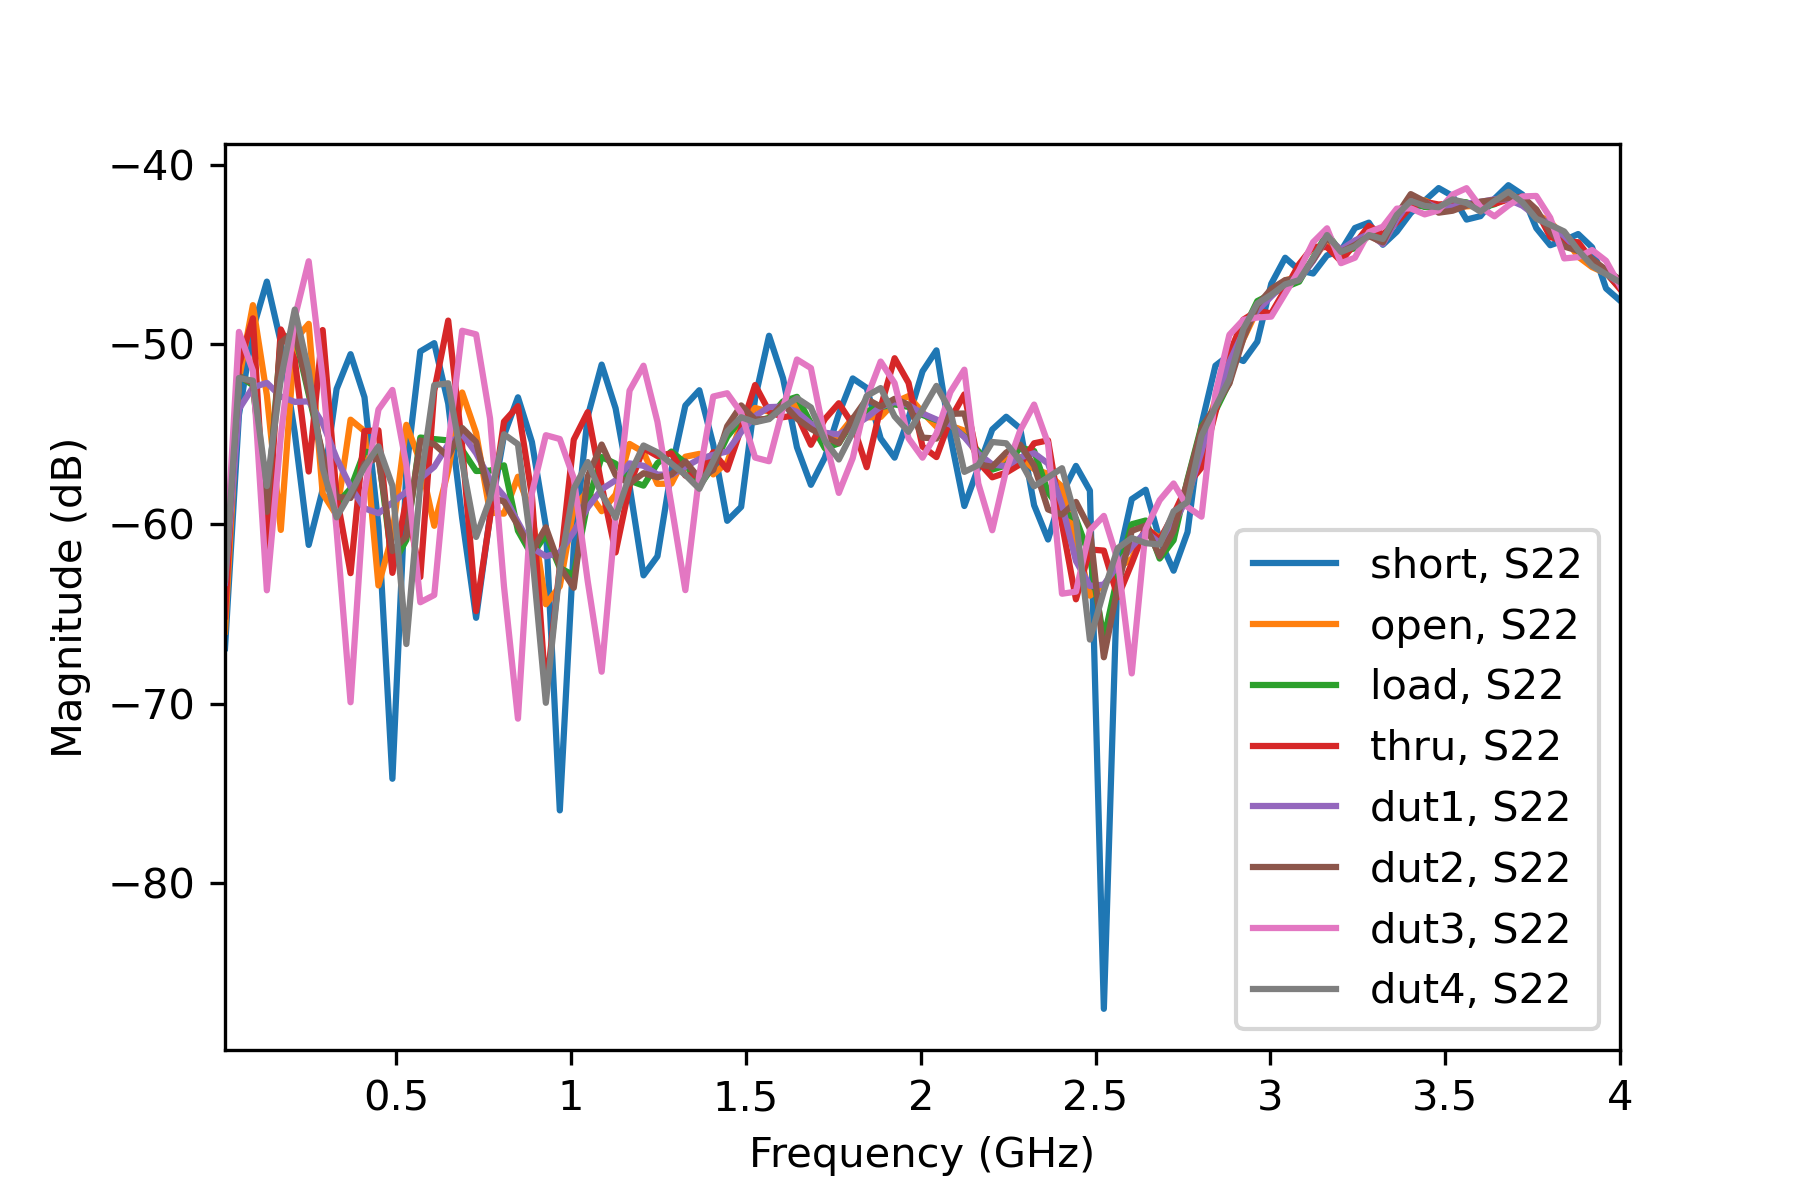 −40
−50
−60
−70
−80
Magnitude (dB)
0.5 1 1.5 2 2.5 3 3.5 4
Frequency (GHz)
short, S22
open, S22
load, S22
thru, S22
dut1, S22
dut2, S22
dut3, S22
dut4, S22